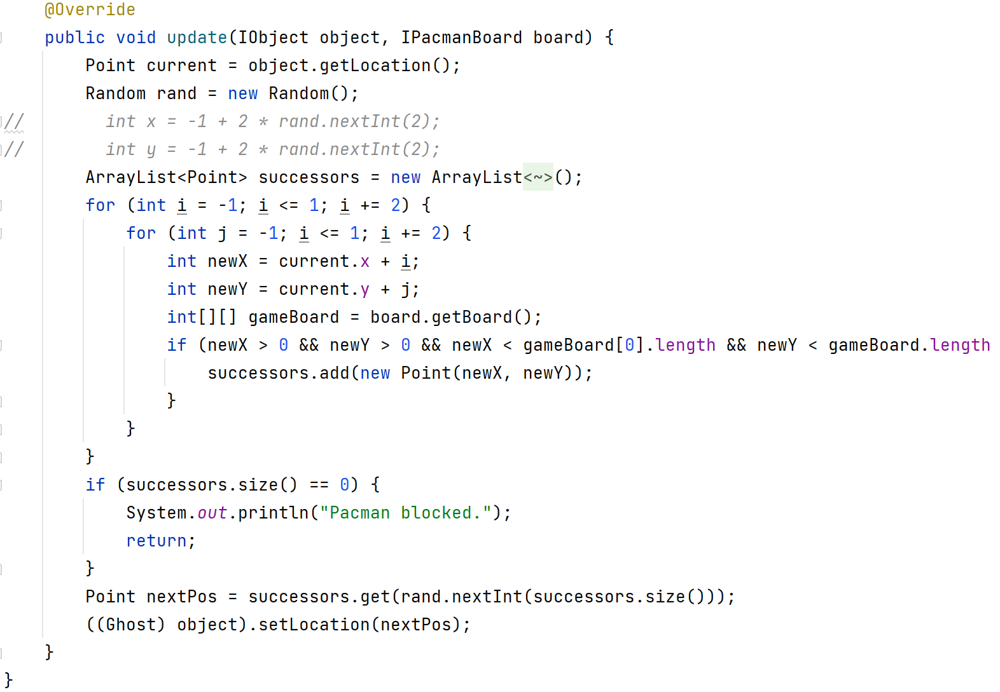 @Override
public void update(IObject object, IPacmanBoard board) {
Point current = object.getLocation();
Random rand = new Random();
//        int x = -1 + 2 * rand.nextInt(2);
//        int y = -1 + 2 * rand.nextInt(2);
ArrayList<Point> successors = new ArrayList<~>();
for (int i = -1; i <= 1; i += 2) {
for (int j = -1; i <= 1; i += 2) {
int newX = current.x + i;
int newY = current.y + j;
int[][] gameBoard = board.getBoard();
if (newX > 0 && newY > 0 && newX < gameBoard[0].length && newY < gameBoard.length
successors.add(new Point(newX, newY));
}
}
}
if (successors.size() == 0) {
System.out.println("Pacman blocked.");
return;
}
Point nextPos = successors.get(rand.nextInt(successors.size()));
((Ghost) object).setLocation(nextPos);
}
}